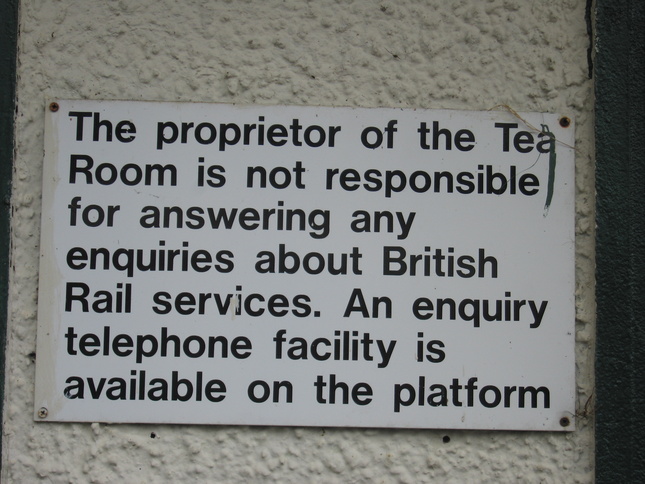 The proprietor of the Tea
Room is not responsible
for answering any
enquiries about British
Rail services. An enquiry
telephone facility is
available on the platform